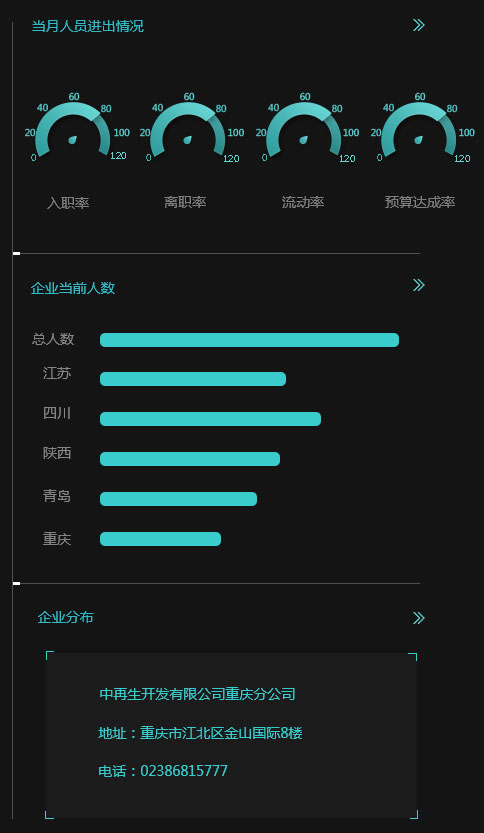 当月人员进出情况
0 20 40 60 80 100 120
0 20 40 60 80 100 120
0 20 40 60 80 100 120
0 20 40 60 80 100 120
入职率 离职率 流动率 预算达成率
企业当前人数
总人数
江苏
四川
陕西
青岛
重庆
企业分布
中再生开发有限公司重庆分公司
地址：重庆市江北区金山国际8楼
电话：02386815777